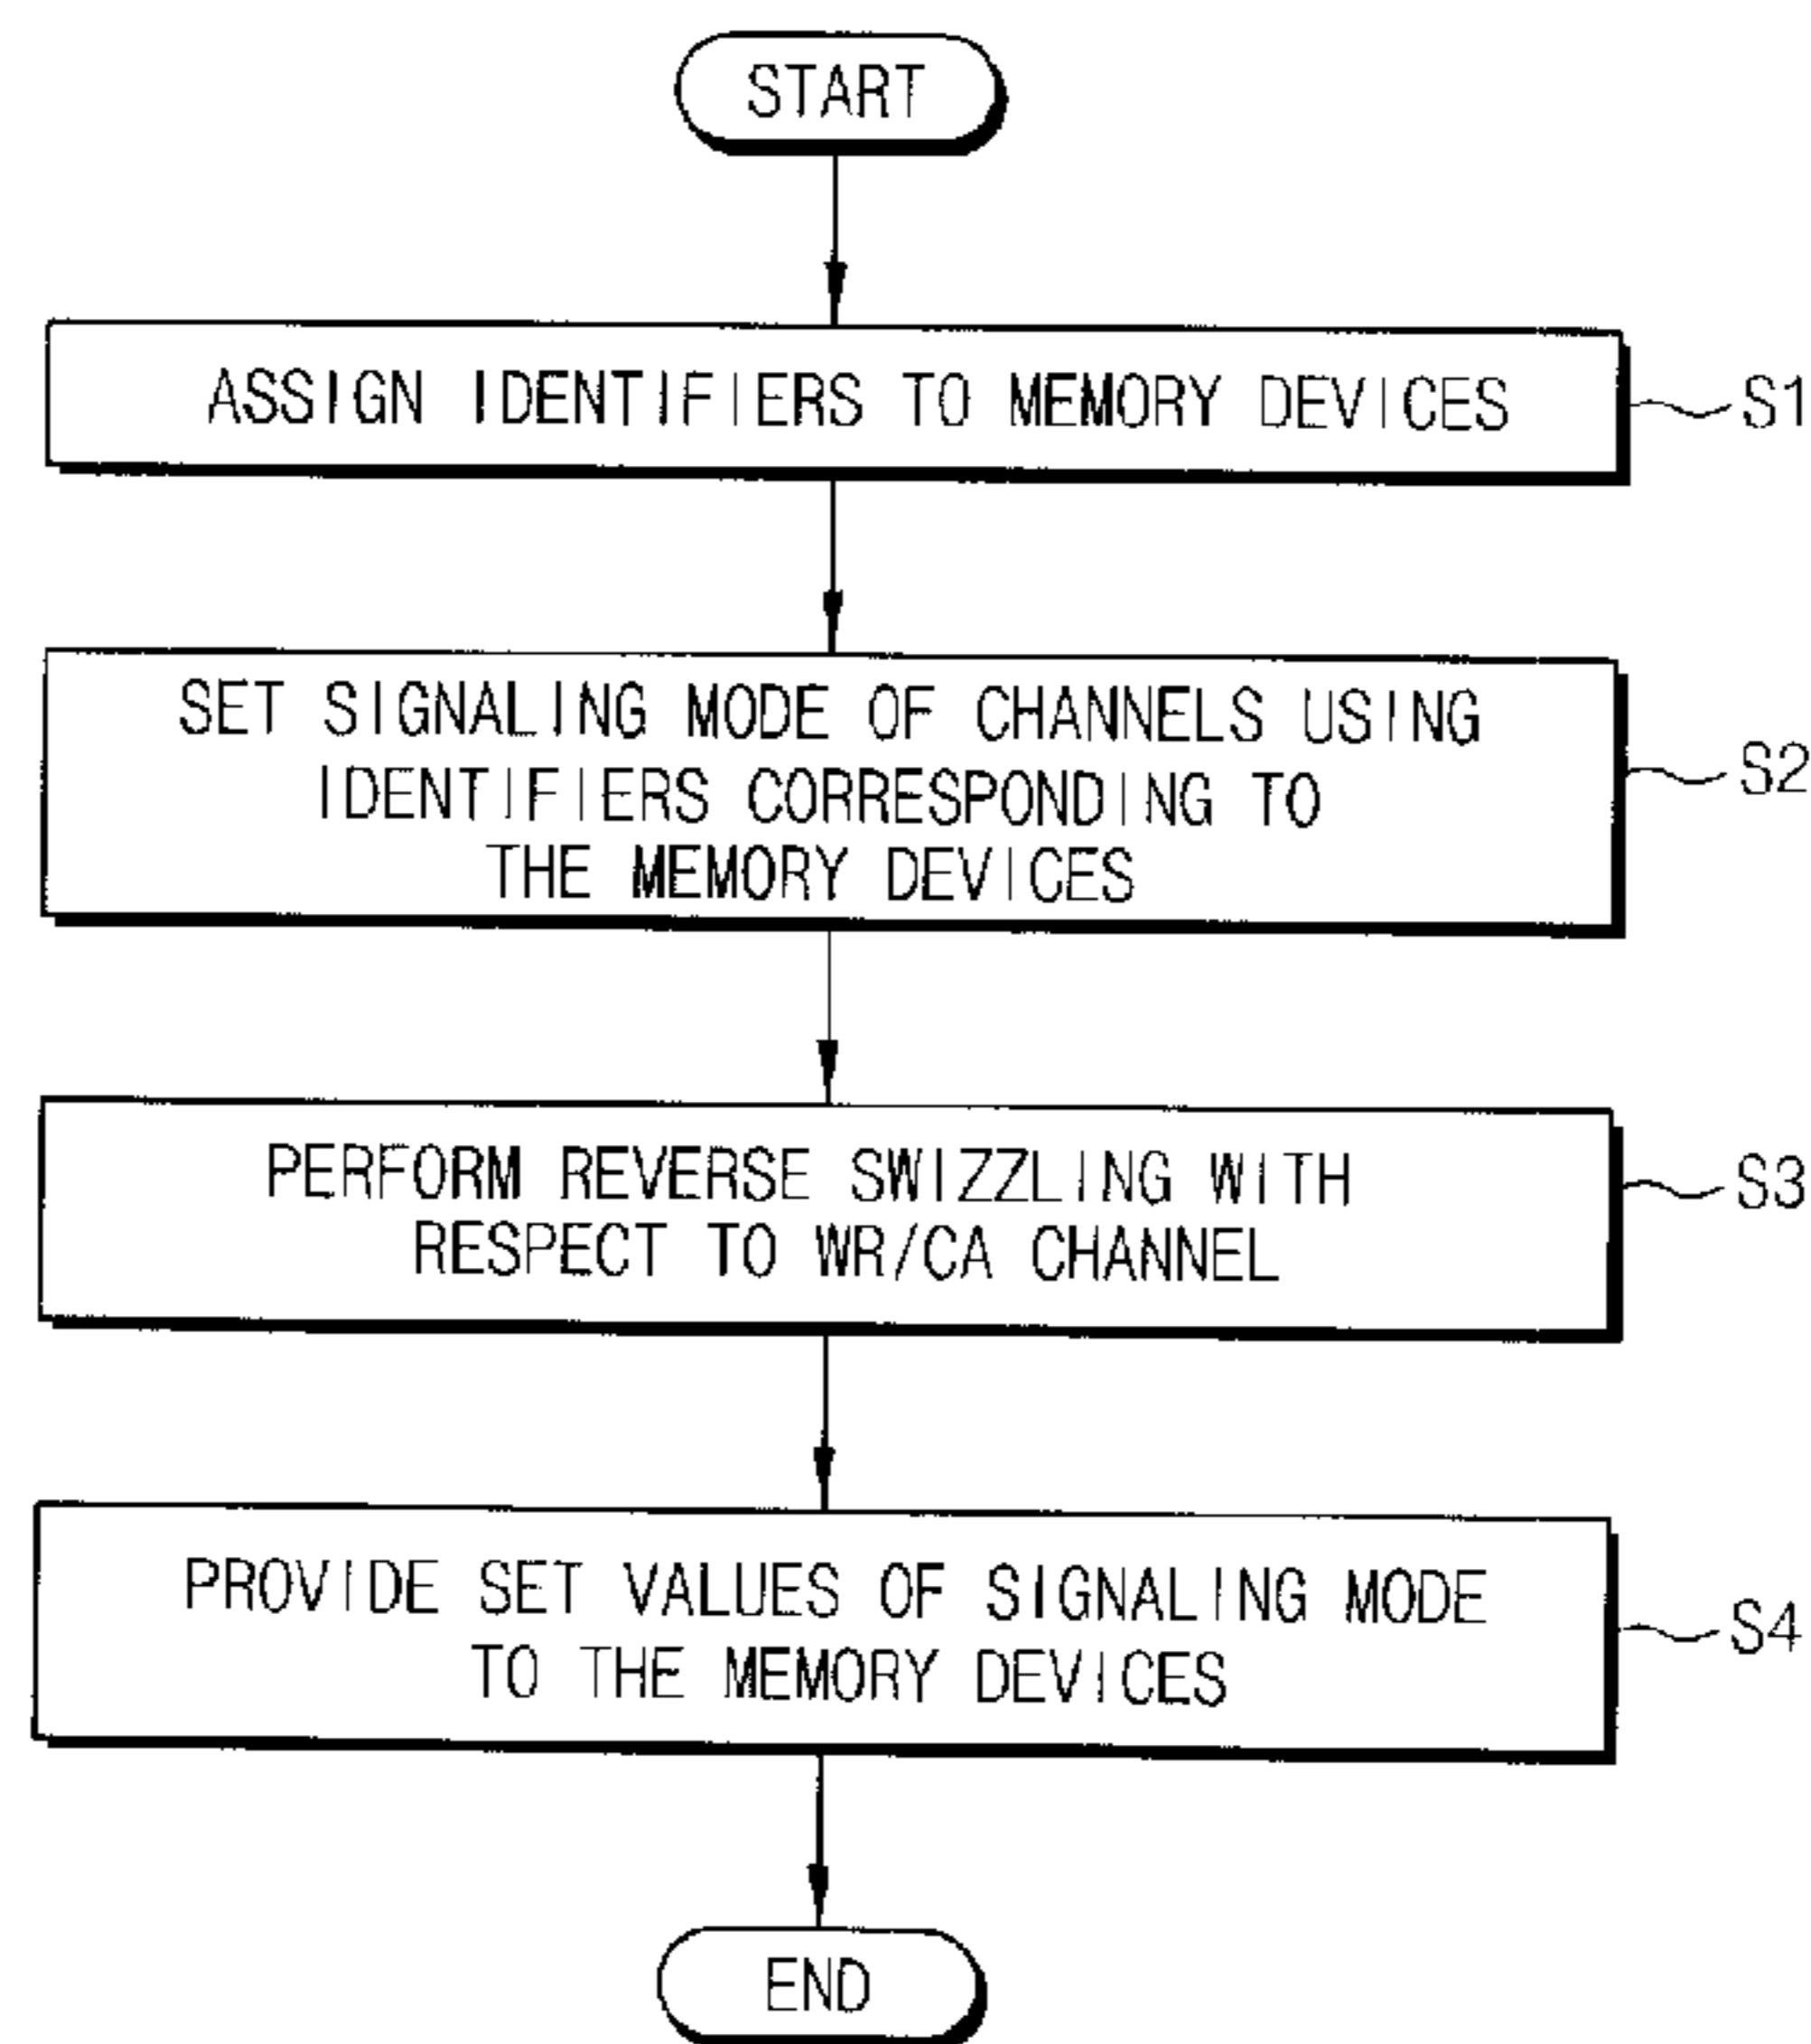 START
ASSIGN IDENTIFIERS TO MEMORY DEVICES
S1
SET SIGNALING MODE OF CHANNELS USING
IDENTIFIERS CORRESPONDING TO
THE MEMORY DEVICES
S2
PERFORM REVERSE SWIZZLING WITH
RESPECT TO WR/CA CHANNEL
S3
PROVIDE SET VALUES OF SIGNALING MODE
TO THE MEMORY DEVICES
S4
END